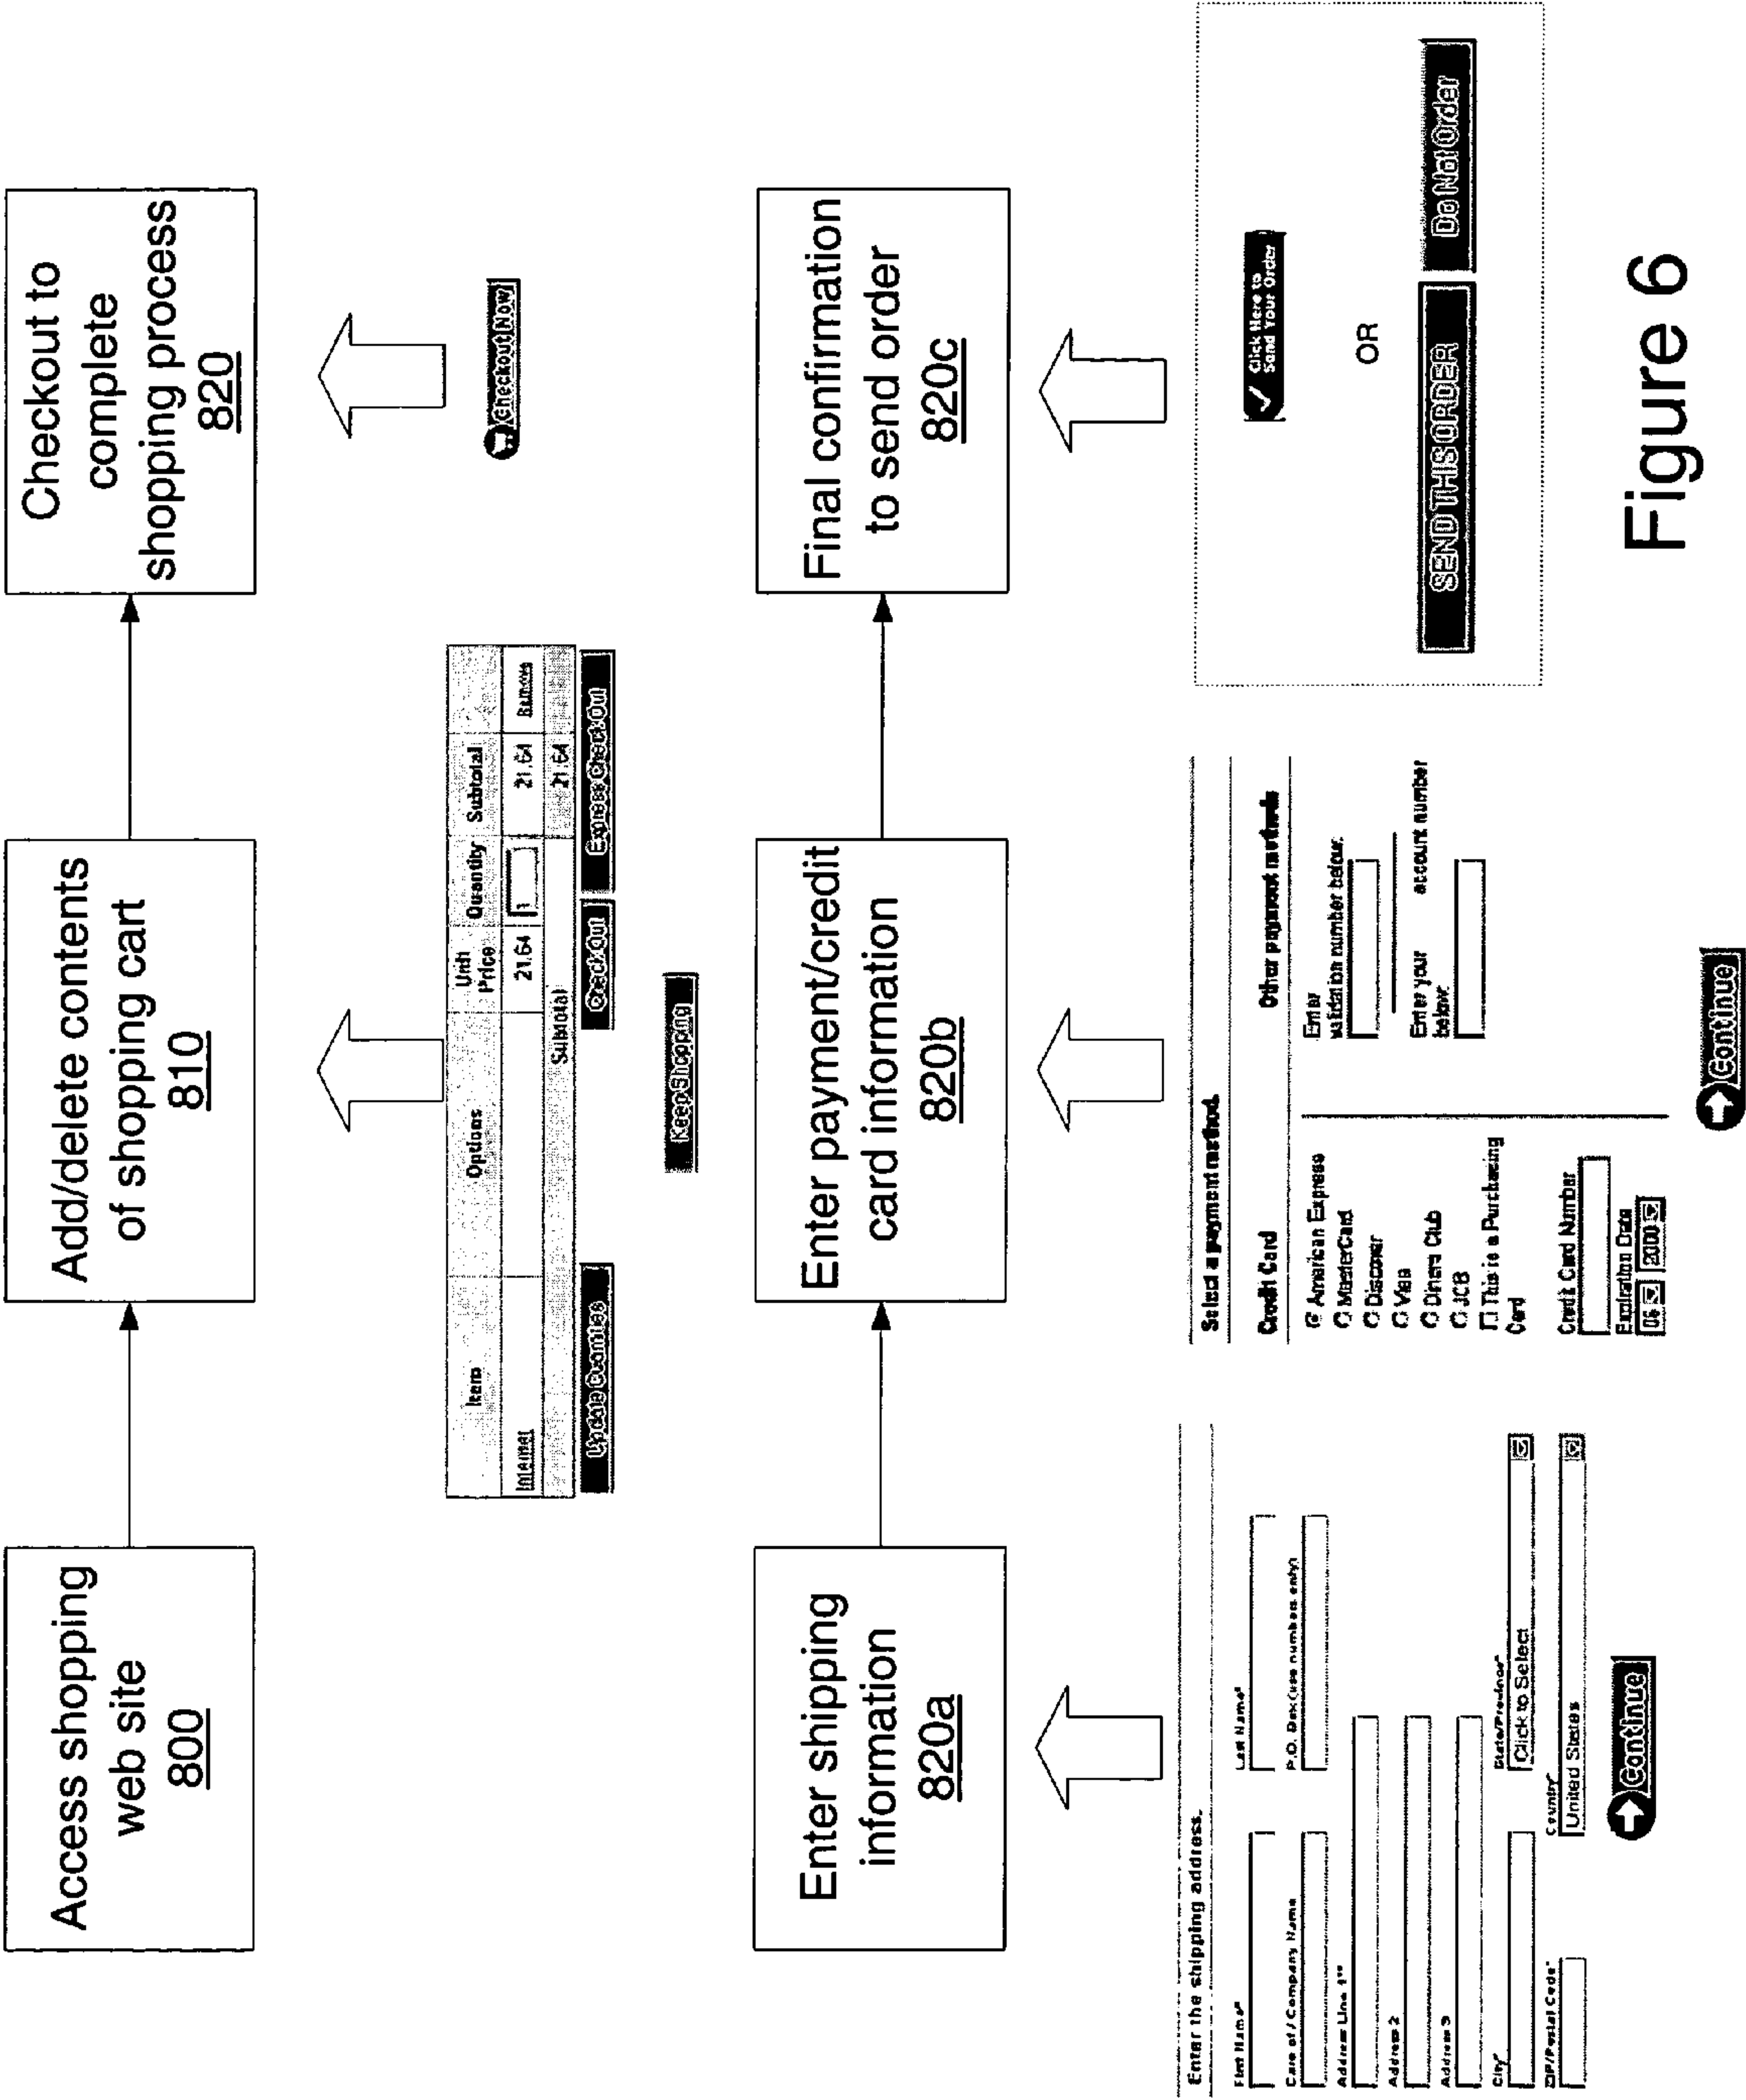 Access shopping
web site
800
Add/delete contents
of shopping cart
810
Checkout to
complete
shopping process
820
Item
Options
Unit
Price
Quantity
Subtotal
Internet
21.64
1
21.64
Remove
Subtotal
21.64
Update Quantities
Check Out
Express Check Out
Keep Shopping
Checkout Now
Enter shipping
information
820a
Enter payment/credit
card information
820b
Final confirmation
to send order
820c
Enter the shipping address.
First Name*
Last Name*
Care of / Company Name
P.O. Box (use numbers only)
Address Line 1**
Address 2
Address 3
City*
State/Province*
Click to Select
ZIP/Postal Code*
Country*
United States
Continue
Select a payment method.
Credit Card
Other payment methods
American Express
MasterCard
Discover
Visa
Diners Club
JCB
This is a Purchasing
Card
Credit Card Number
Expiration Date
06 2000
Enter
validation number below.
Enter your account number
below.
Continue
Click Here to
Send Your Order
OR
SEND THIS ORDER
Do Not Order
Figure 6